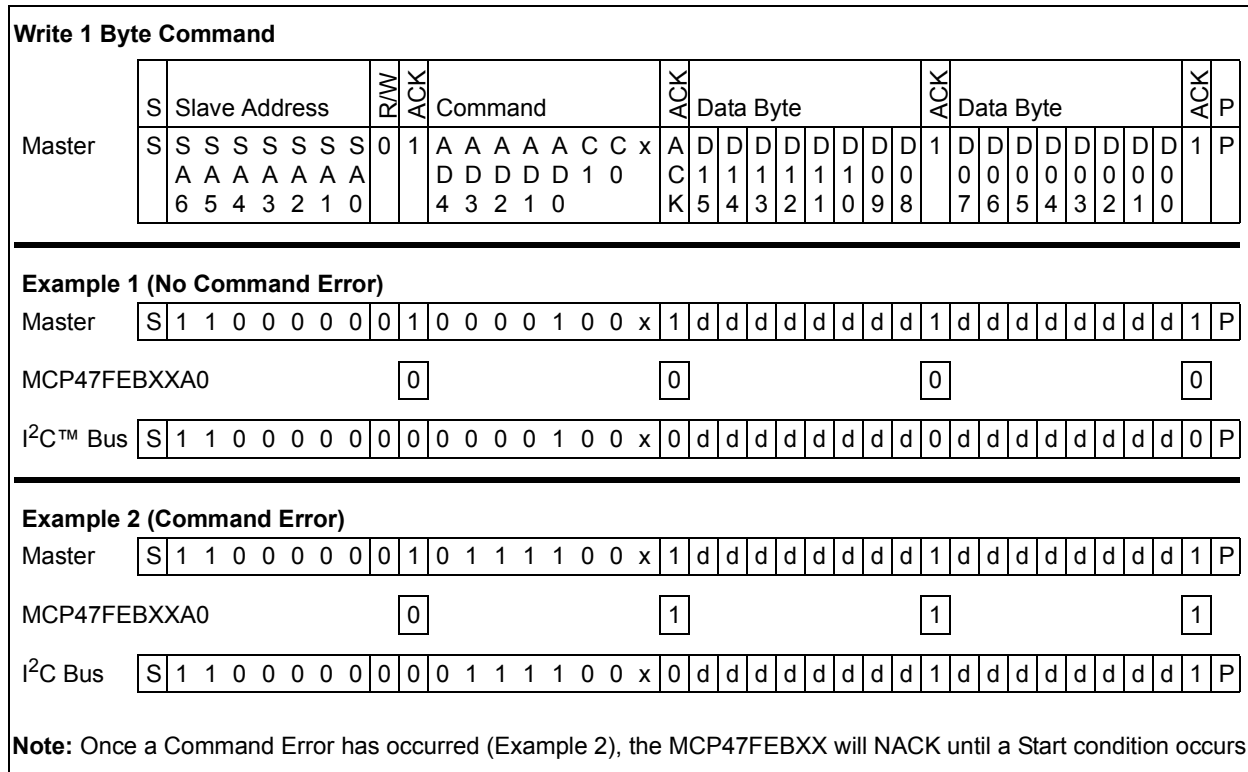 Write 1 Byte Command
S Slave Address R/W ACK Command ACK Data Byte ACK Data Byte ACK P
Master S S S S S S S S 0 1 A A A A A C C x A D D D D D D D D 1 D D D D D D D D 1 P
A A A A A A A D D D D D 1 0 C 1 1 1 1 1 1 0 0 0 0 0 0 0 0 0 0
6 5 4 3 2 1 0 4 3 2 1 0 K 5 4 3 2 1 0 9 8 7 6 5 4 3 2 1 0
Example 1 (No Command Error)
Master S 1 1 0 0 0 0 0 0 1 0 0 0 0 1 0 0 x 1 d d d d d d d d 1 d d d d d d d d 1 P
MCP47FEBXXA0 0 0 0 0
I²C™ Bus S 1 1 0 0 0 0 0 0 0 0 0 0 0 1 0 0 x 0 d d d d d d d d 0 d d d d d d d d 0 P
Example 2 (Command Error)
Master S 1 1 0 0 0 0 0 0 1 0 1 1 1 1 0 0 x 1 d d d d d d d d 1 d d d d d d d d 1 P
MCP47FEBXXA0 0 1 1 1
I²C Bus S 1 1 0 0 0 0 0 0 0 0 1 1 1 1 0 0 x 0 d d d d d d d d 1 d d d d d d d d 1 P
Note: Once a Command Error has occurred (Example 2), the MCP47FEBXX will NACK until a Start condition occurs